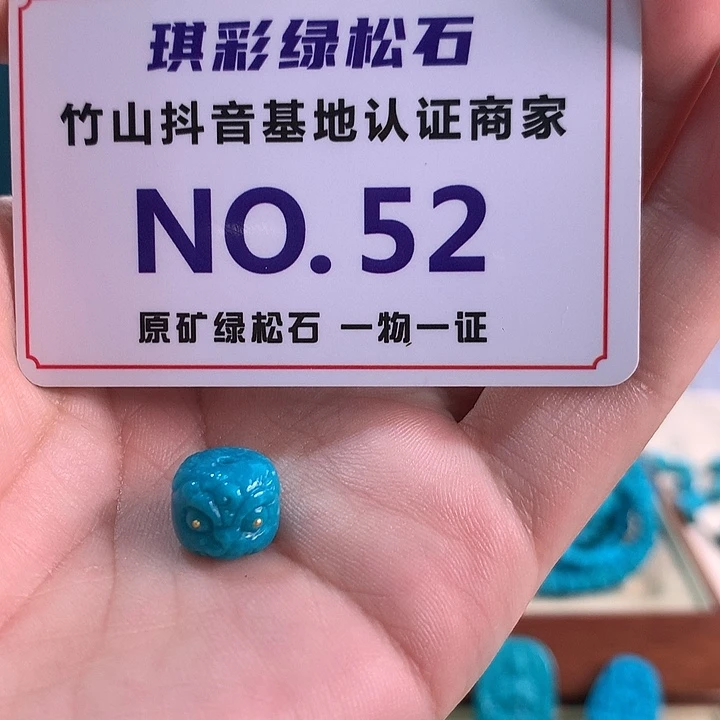 琪彩绿松石
竹山抖音基地认证商家
NO.52
原矿绿松石 一物一证